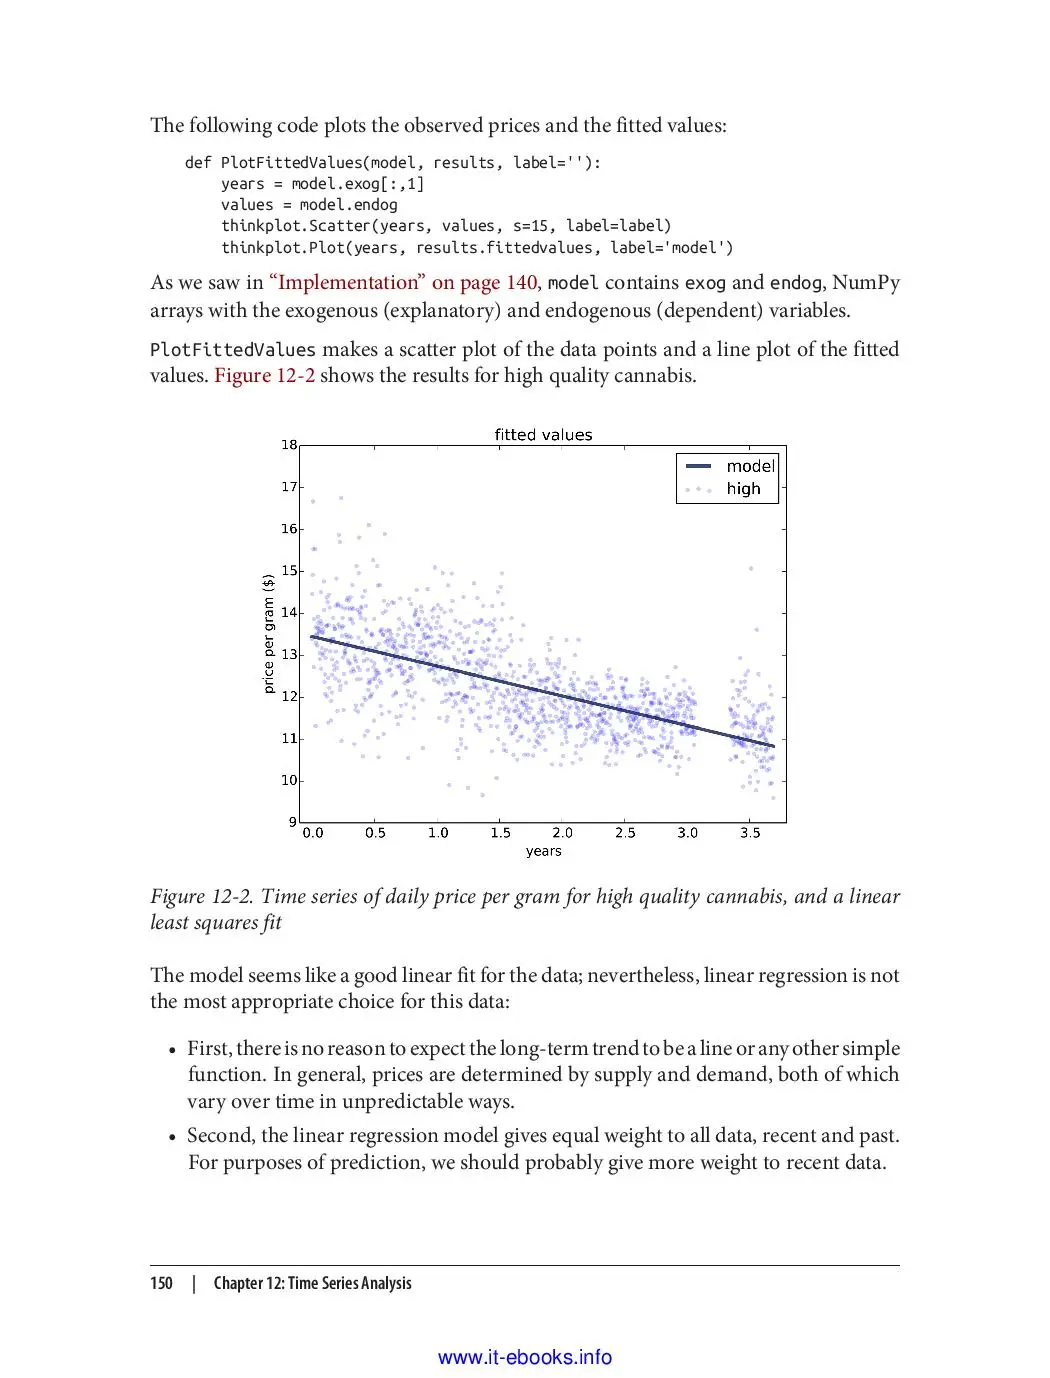 The following code plots the observed prices and the fitted values:
def PlotFittedValues(model, results, label=''):
years = model.exog[:,1]
values = model.endog
thinkplot.Scatter(years, values, s=15, label=label)
thinkplot.Plot(years, results.fittedvalues, label='model')
As we saw in “Implementation” on page 140, model contains exog and endog, NumPy
arrays with the exogenous (explanatory) and endogenous (dependent) variables.
PlotFittedValues makes a scatter plot of the data points and a line plot of the fitted
values. Figure 12-2 shows the results for high quality cannabis.
fitted values
18
17
16
15
14
13
12
11
10
9
price per gram ($)
model
high
0.0 0.5 1.0 1.5 2.0 2.5 3.0 3.5
years
Figure 12-2. Time series of daily price per gram for high quality cannabis, and a linear
least squares fit
The model seems like a good linear fit for the data; nevertheless, linear regression is not
the most appropriate choice for this data:
• First, there is no reason to expect the long-term trend to be a line or any other simple
function. In general, prices are determined by supply and demand, both of which
vary over time in unpredictable ways.
• Second, the linear regression model gives equal weight to all data, recent and past.
For purposes of prediction, we should probably give more weight to recent data.
150 | Chapter 12: Time Series Analysis
www.it-ebooks.info